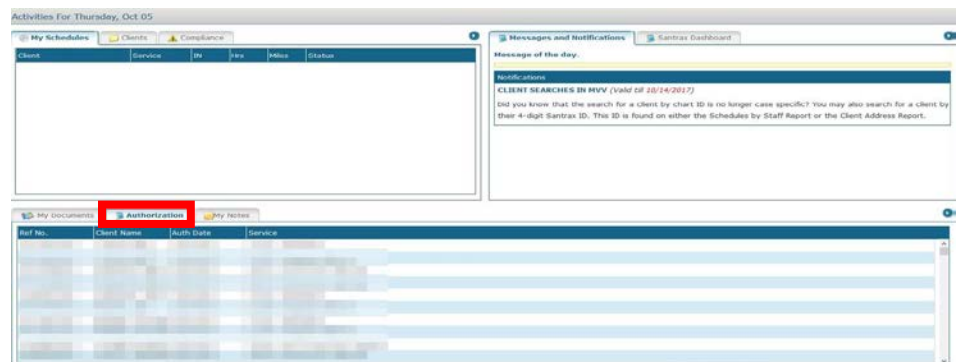 Activities For Thursday, Oct 05
My Schedules Clients Compliance
Client Service IN Hrs Miles Status
Messages and Notifications Santrax Dashboard
Message of the day.
Notifications
CLIENT SEARCHES IN MVV (Valid till 10/14/2017)
Did you know that the search for a client by chart ID is no longer case specific? You may also search for a client by
their 4-digit Santrax ID. This ID is found on either the Schedules by Staff Report or the Client Address Report.
My Documents Authorization My Notes
Ref No. Client Name Auth Date Service